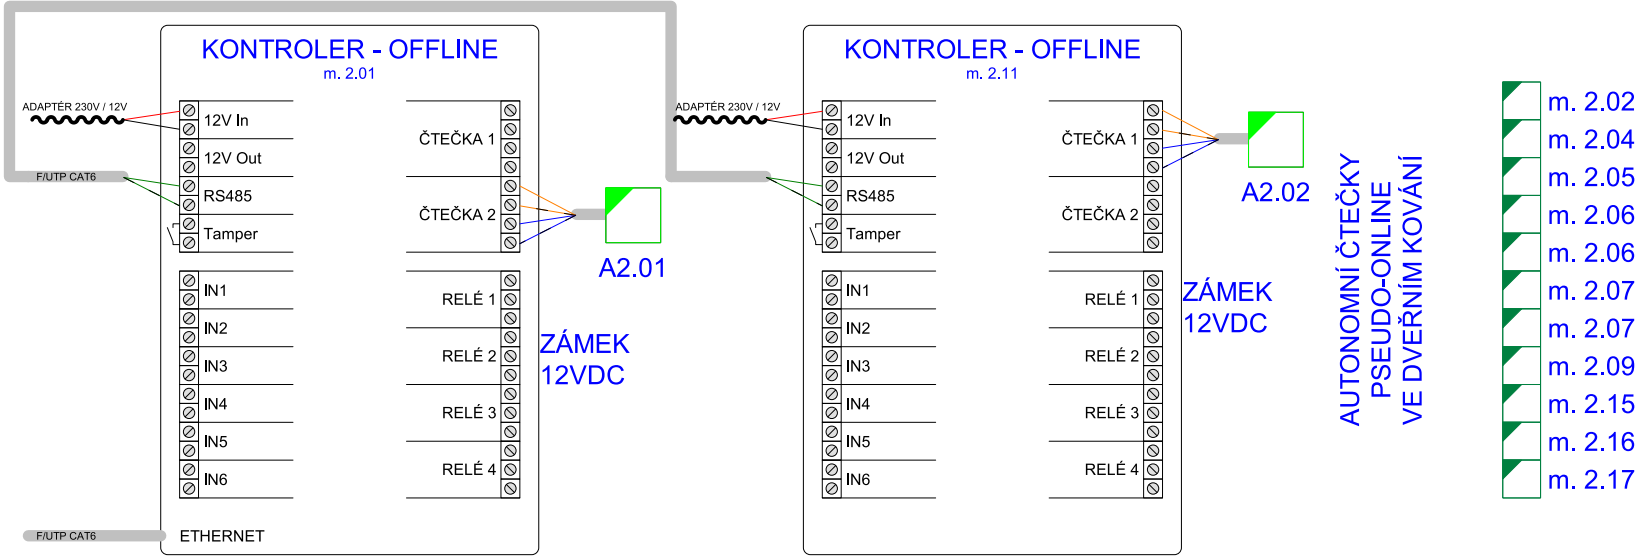 KONTROLER - OFFLINE
m. 2.01
ADAPTÉR 230V / 12V
12V In
12V Out
F/UTP CAT6
RS485
Tamper
ČTEČKA 1
ČTEČKA 2
A2.01
IN1
IN2
IN3
IN4
IN5
IN6
RELÉ 1
RELÉ 2
RELÉ 3
RELÉ 4
ZÁMEK
12VDC
F/UTP CAT6
ETHERNET
KONTROLER - OFFLINE
m. 2.11
ADAPTÉR 230V / 12V
12V In
12V Out
RS485
Tamper
ČTEČKA 1
ČTEČKA 2
A2.02
IN1
IN2
IN3
IN4
IN5
IN6
RELÉ 1
RELÉ 2
RELÉ 3
RELÉ 4
ZÁMEK
12VDC
AUTONOMNÍ ČTEČKY
PSEUDO-ONLINE
VE DVEŘNÍM KOVÁNÍ
m. 2.02
m. 2.04
m. 2.05
m. 2.06
m. 2.06
m. 2.07
m. 2.07
m. 2.09
m. 2.15
m. 2.16
m. 2.17